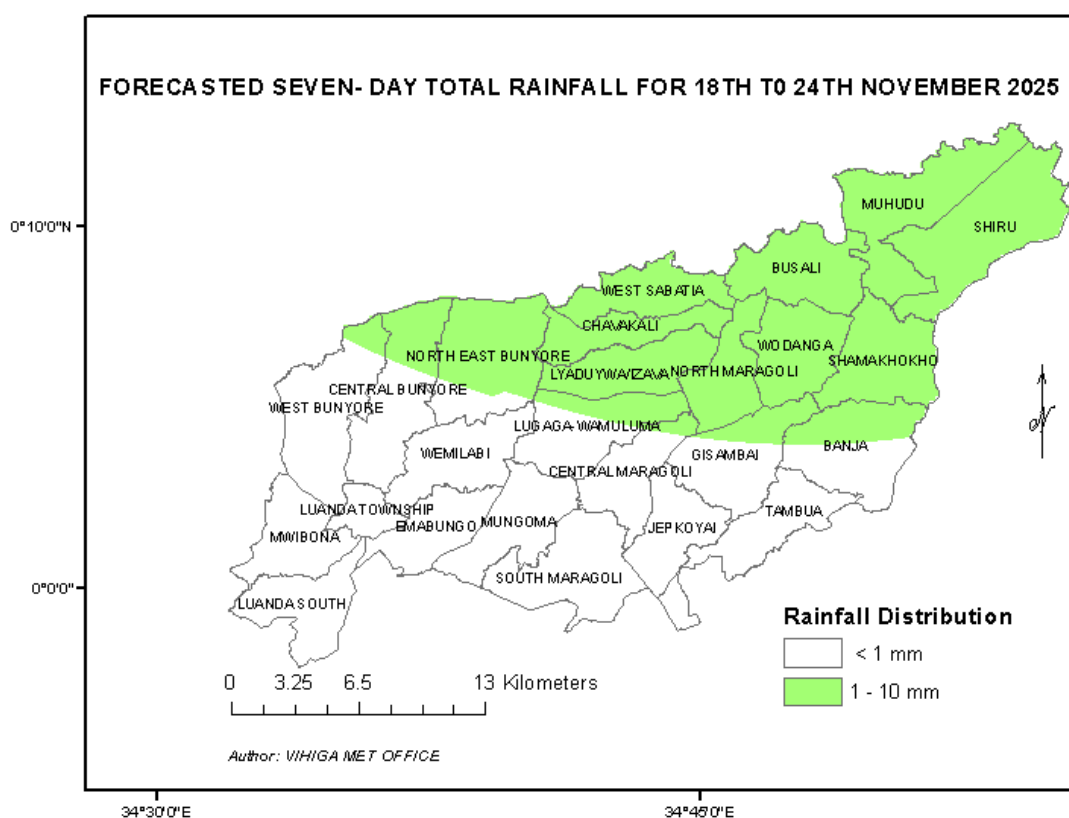 FORECASTED SEVEN- DAY TOTAL RAINFALL FOR 18TH T0 24TH NOVEMBER 2025
MUHUDU
0°10'0"N
SHIRU
BUSALI
WEST SABATIA
CHAVAKALI
WODANGA
NORTH EAST BUNYORE
SHAMAKHOKHO
LYADUYWAVIZAVA
NORTH MARAGOLI
CENTRAL BUNYORE
WEST BUNYORE
LUGAGA-WAMULUMA
BANJA
WEMILABI
GISAMBAI
CENTRAL MARAGOLI
LUANDA TOWNSHIP
TAMBUA
EMABUNGO
MUNGOMA
JEPKOYAI
MWIBONA
SOUTH MARAGOLI
0°0'0"
LUANDA SOUTH
Rainfall Distribution
< 1 mm
1 - 10 mm
0 3.25 6.5 13 Kilometers
Author: VIHIGA MET OFFICE
34°30'0"E 34°45'0"E